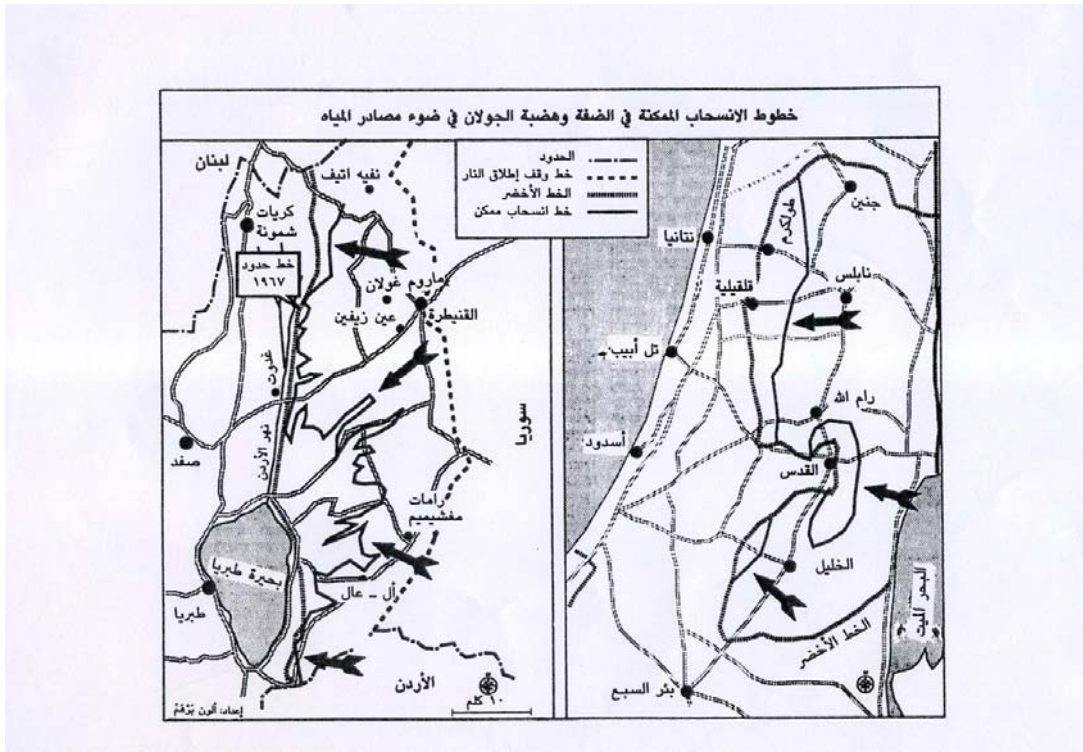 خطوط الانسحاب الممكنة في الضفة وهضبة الجولان في ضوء مصادر المياه
الحدود
خط وقف إطلاق النار
الخط الأخضر
خط انسحاب ممكن
جنين
طولكرم
نتانيا
نابلس
قلقيلية
تل أبيب
رام الله
أسدود
القدس
الخليل
البحر الميت
الخط الأخضر
بئر السبع
لبنان
نفيه اتيف
كريات
شمونة
خط حدود
١٩٦٧
ماروم غولان
القنيطرة
عين زيفين
غدوت
سوريا
نهر الأردن
صفد
رامات
مغشيميم
بحيرة طبريا
طبريا
أل - عال
الأردن
١٠ كلم
إعداد: ألون بَرْغَمْ